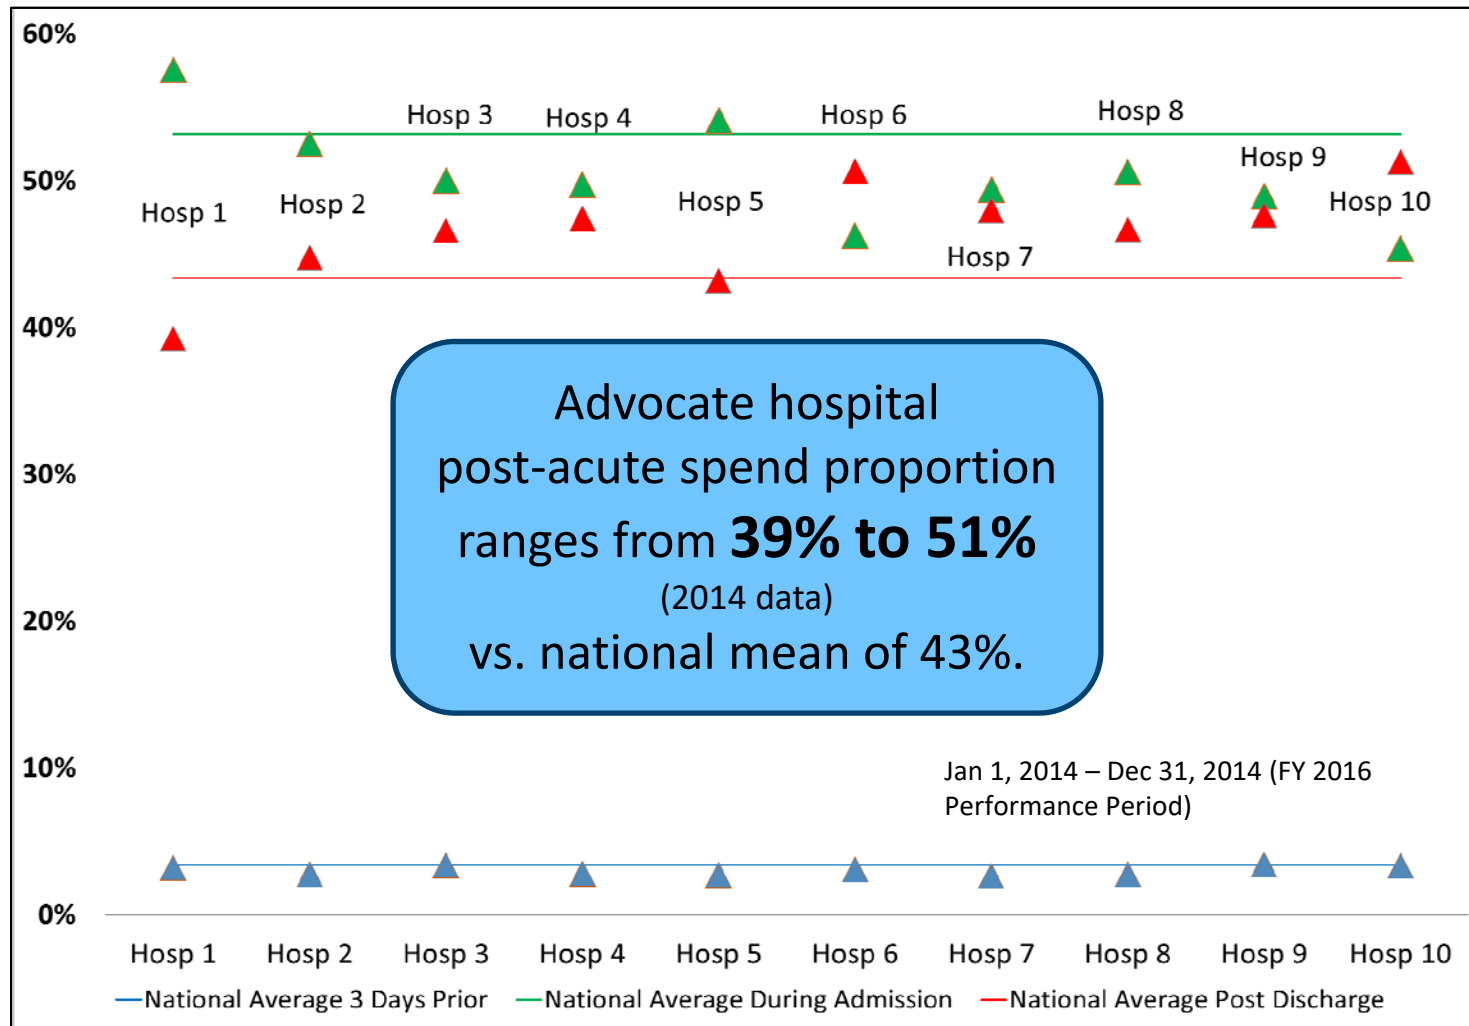 60%
50%
40%
30%
20%
10%
0%
Hosp 1
Hosp 2
Hosp 3
Hosp 4
Hosp 5
Hosp 6
Hosp 7
Hosp 8
Hosp 9
Hosp 10
Advocate hospital
post-acute spend proportion
ranges from 39% to 51%
(2014 data)
vs. national mean of 43%.
Jan 1, 2014 – Dec 31, 2014 (FY 2016
Performance Period)
Hosp 1
Hosp 2
Hosp 3
Hosp 4
Hosp 5
Hosp 6
Hosp 7
Hosp 8
Hosp 9
Hosp 10
National Average 3 Days Prior
National Average During Admission
National Average Post Discharge